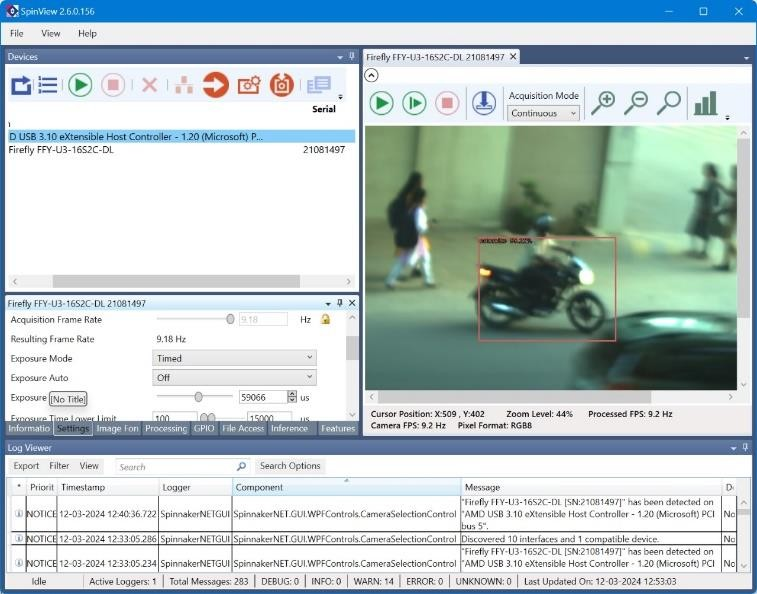 SpinView 2.6.0.156
File View Help
Devices
Serial
D USB 3.10 eXtensible Host Controller - 1.20 (Microsoft) P...
Firefly FFY-U3-16S2C-DL 21081497
Firefly FFY-U3-16S2C-DL 21081497
Acquisition Frame Rate 9.18 Hz
Resulting Frame Rate 9.18 Hz
Exposure Mode Timed
Exposure Auto Off
Exposure [No Title] 59066 us
Exposure Time Lower Limit 100 15000 us
Informatio Settings Image Forı Processing GPIO File Access Inference Features
Firefly FFY-U3-16S2C-DL 21081497
Acquisition Mode
Continuous
Cursor Position: X:509 , Y:402 Zoom Level: 44% Processed FPS: 9.2 Hz
Camera FPS: 9.2 Hz Pixel Format: RGB8
Log Viewer
Export Filter View Search Search Options
* Priorit Timestamp Logger Component Message
NOTICE 12-03-2024 12:40:36.722 SpinnakerNETGUI SpinnakerNET.GUI.WPFControls.CameraSelectionControl
"Firefly FFY-U3-16S2C-DL [SN:21081497]" has been detected on
"AMD USB 3.10 eXtensible Host Controller - 1.20 (Microsoft) PCI
bus 5". No
NOTICE 12-03-2024 12:33:05.286 SpinnakerNETGUI SpinnakerNET.GUI.WPFControls.CameraSelectionControl Discovered 10 interfaces and 1 compatible device. No
NOTICE 12-03-2024 12:33:05.234 SpinnakerNETGUI SpinnakerNET.GUI.WPFControls.CameraSelectionControl
"Firefly FFY-U3-16S2C-DL [SN:21081497]" has been detected on
"AMD USB 3.10 eXtensible Host Controller - 1.20 (Microsoft) PCI No
Idle Active Loggers: 1 Total Messages: 283 DEBUG: 0 INFO: 0 WARN: 14 ERROR: 0 UNKNOWN: 0 Last Updated On: 12-03-2024 12:53:03